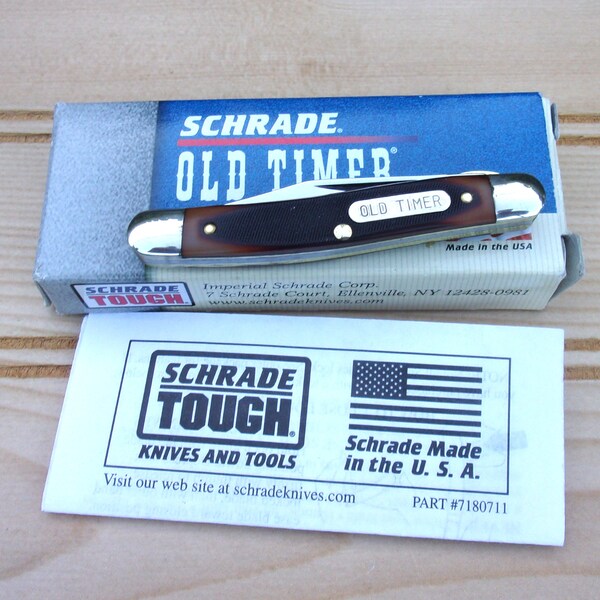 SCHRADE®
OLD TIMER®
OLD TIMER
Made in the USA
SCHRADE
TOUGH
Imperial Schrade Corp.
7 Schrade Court, Ellenville, NY 12428-0981
www.schradeknives.com
SCHRADE
TOUGH®
KNIVES AND TOOLS
Schrade Made
in the U. S. A.
Visit our web site at schradeknives.com
PART #7180711